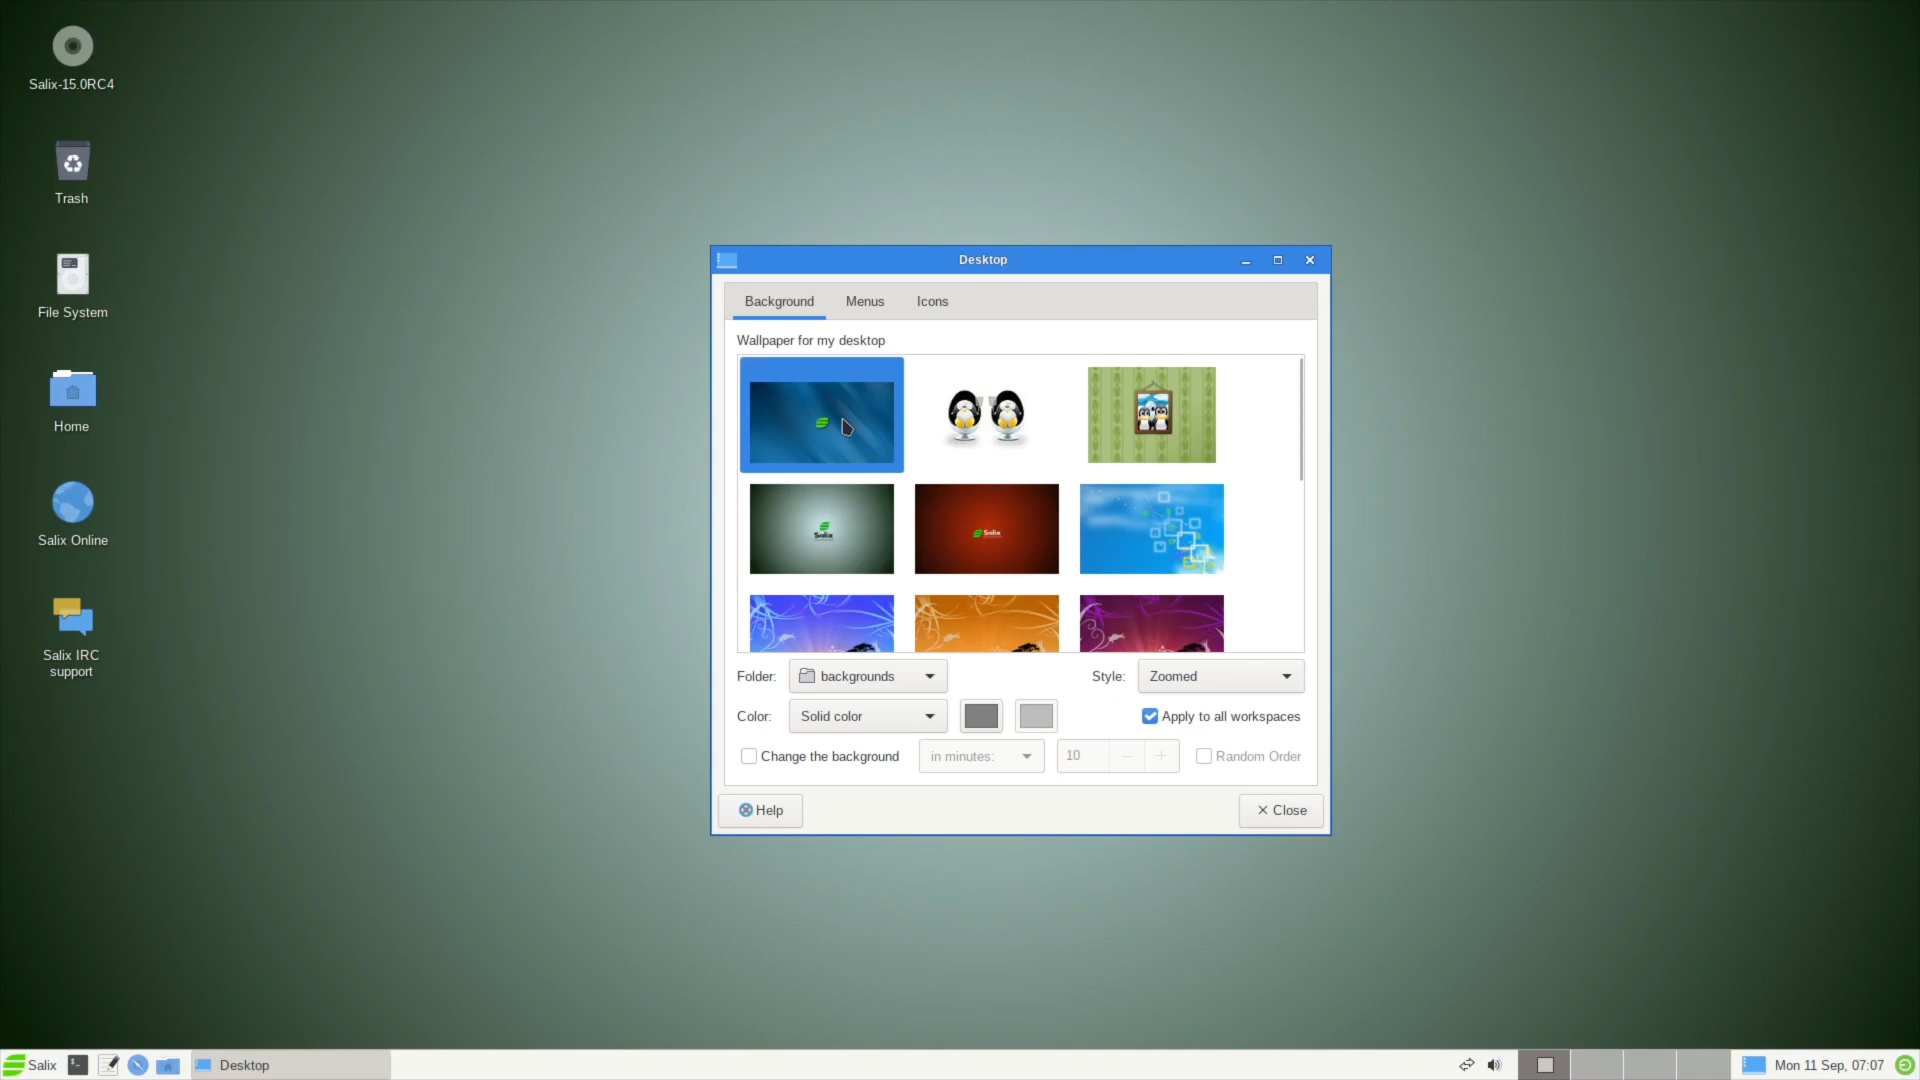 Salix-15.0RC4
Trash
File System
Home
Salix Online
Salix IRC
support
Desktop
Background Menus Icons
Wallpaper for my desktop
Salix
Salix
Folder: backgrounds Style: Zoomed
Color: Solid color Apply to all workspaces
Change the background in minutes: 10 Random Order
Help Close
Salix Desktop Mon 11 Sep, 07:07